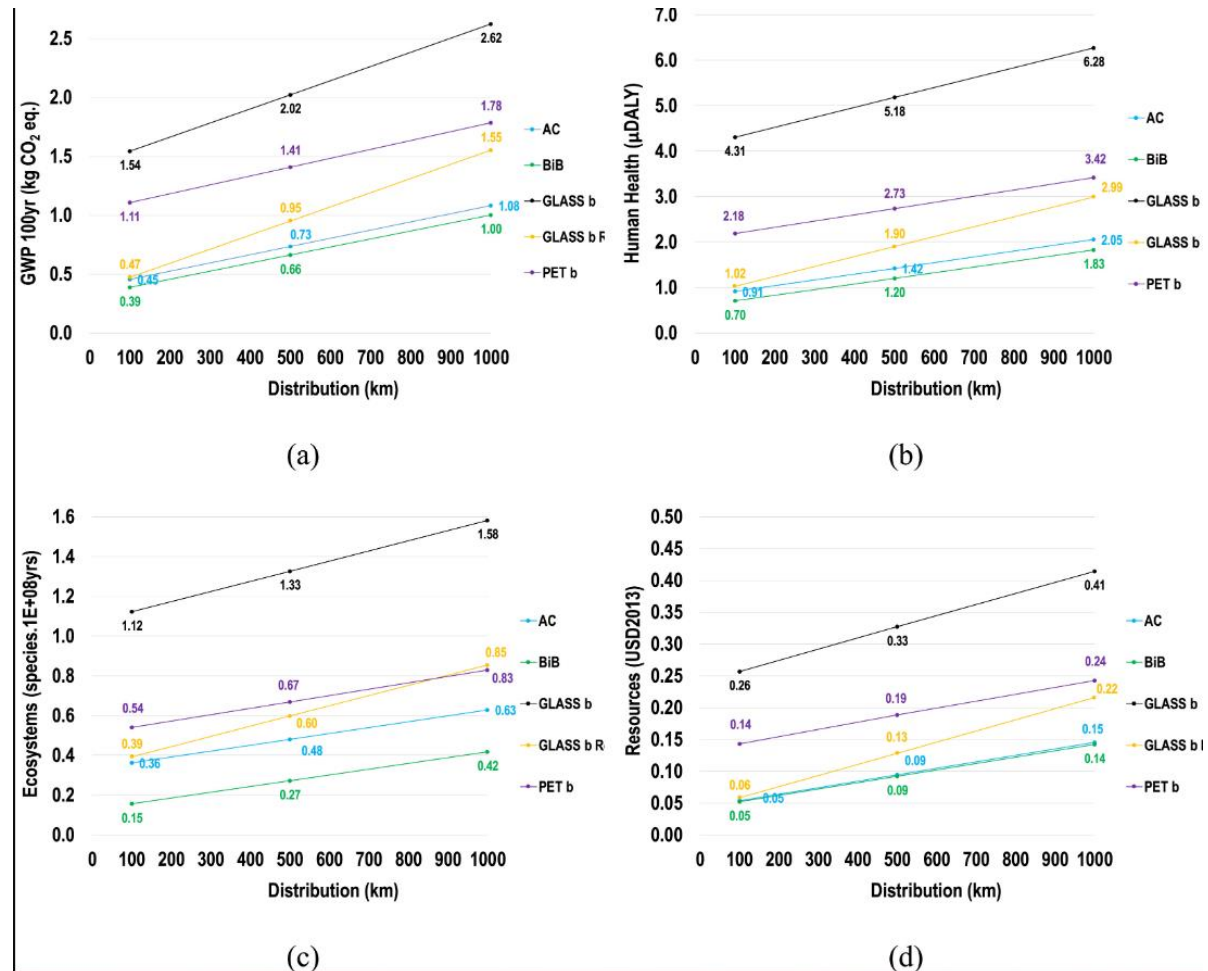 2.5
2.0
1.5
1.0
0.5
0.0
GWP 100yr (kg CO₂ eq.)
2.62
2.02
1.54
1.78
1.41
1.11
1.55
0.95
0.47
1.08
0.73
0.45
1.00
0.66
0.39
0 100 200 300 400 500 600 700 800 900 1000
Distribution (km)
AC
BiB
GLASS b
GLASS b R
PET b
(a)
7.0
6.0
5.0
4.0
3.0
2.0
1.0
0.0
Human Health (µDALY)
6.28
5.18
4.31
3.42
2.73
2.18
2.99
1.90
1.02
2.05
1.42
0.91
1.83
1.20
0.70
0 100 200 300 400 500 600 700 800 900 1000
Distribution (km)
AC
BiB
GLASS b
GLASS b
PET b
(b)
1.6
1.4
1.2
1.0
0.8
0.6
0.4
0.2
0.0
Ecosystems (species.1E+08yrs)
1.58
1.33
1.12
0.85
0.60
0.39
0.83
0.67
0.54
0.63
0.48
0.36
0.42
0.27
0.15
0 100 200 300 400 500 600 700 800 900 1000
Distribution (km)
AC
BiB
GLASS b
GLASS b R
PET b
(c)
0.50
0.45
0.40
0.35
0.30
0.25
0.20
0.15
0.10
0.05
0.00
Resources (USD2013)
0.41
0.33
0.26
0.24
0.19
0.14
0.22
0.13
0.06
0.15
0.09
0.05
0.14
0.09
0.05
0 100 200 300 400 500 600 700 800 900 1000
Distribution (km)
AC
BiB
GLASS b
GLASS b
PET b
(d)